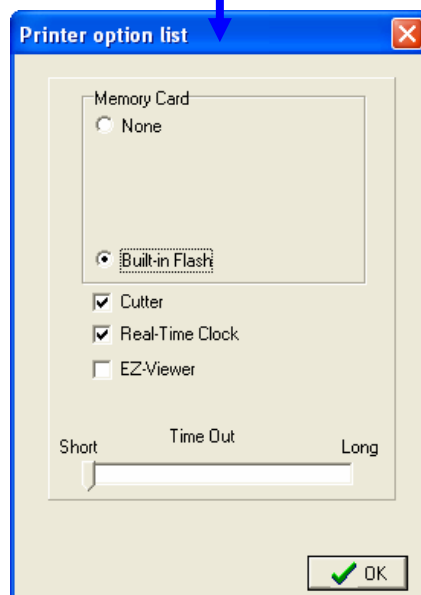 Printer option list
Memory Card
None
Built-in Flash
Cutter
Real-Time Clock
EZ-Viewer
Time Out
Short
Long
OK